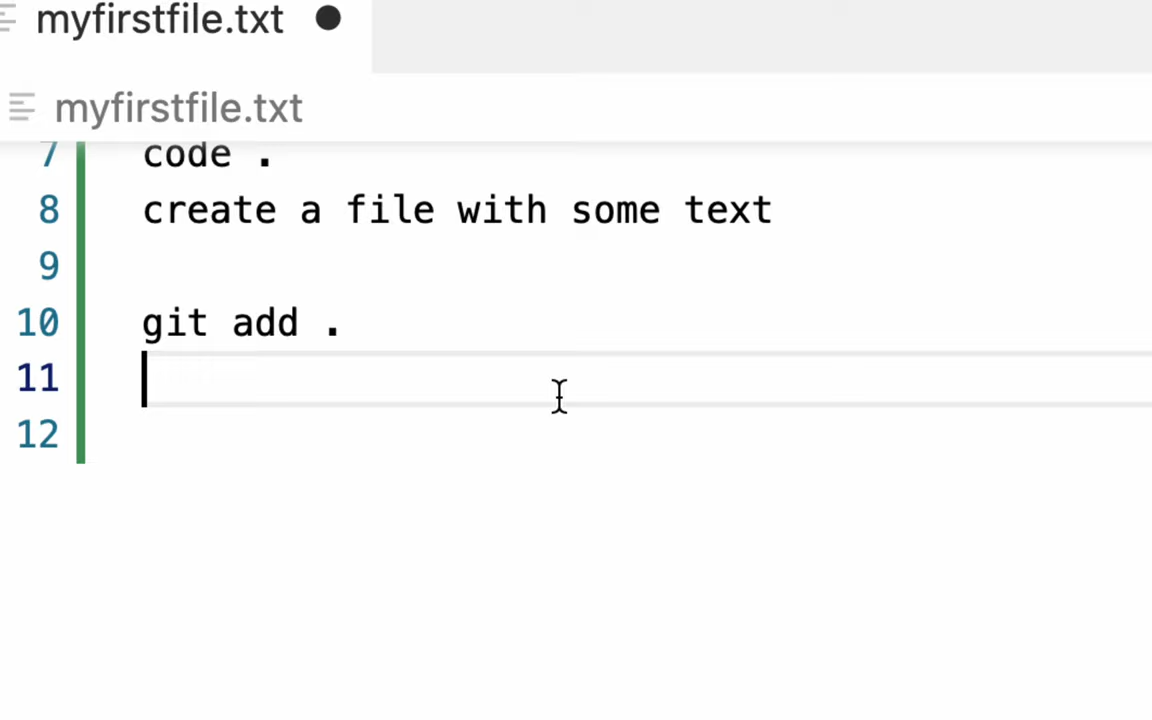 myfirstfile.txt
myfirstfile.txt
7 code .
8 create a file with some text
9
10 git add .
11
12